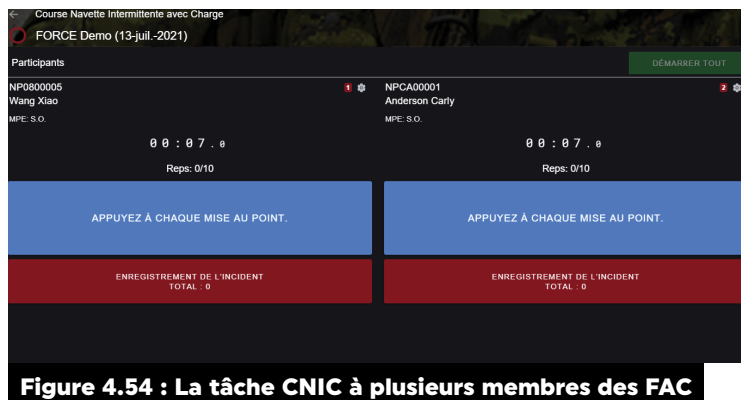 Course Navette Intermittente avec Charge
FORCE Demo (13-juil.-2021)
Participants
DÉMARRER TOUT
NP0800005
1
Wang Xiao
MPE: S.O.
00:07.0
Reps: 0/10
APPUYEZ À CHAQUE MISE AU POINT.
ENREGISTREMENT DE L'INCIDENT
TOTAL : 0
NPCA00001
2
Anderson Carly
MPE: S.O.
00:07.0
Reps: 0/10
APPUYEZ À CHAQUE MISE AU POINT.
ENREGISTREMENT DE L'INCIDENT
TOTAL : 0
Figure 4.54 : La tâche CNIC à plusieurs membres des FAC